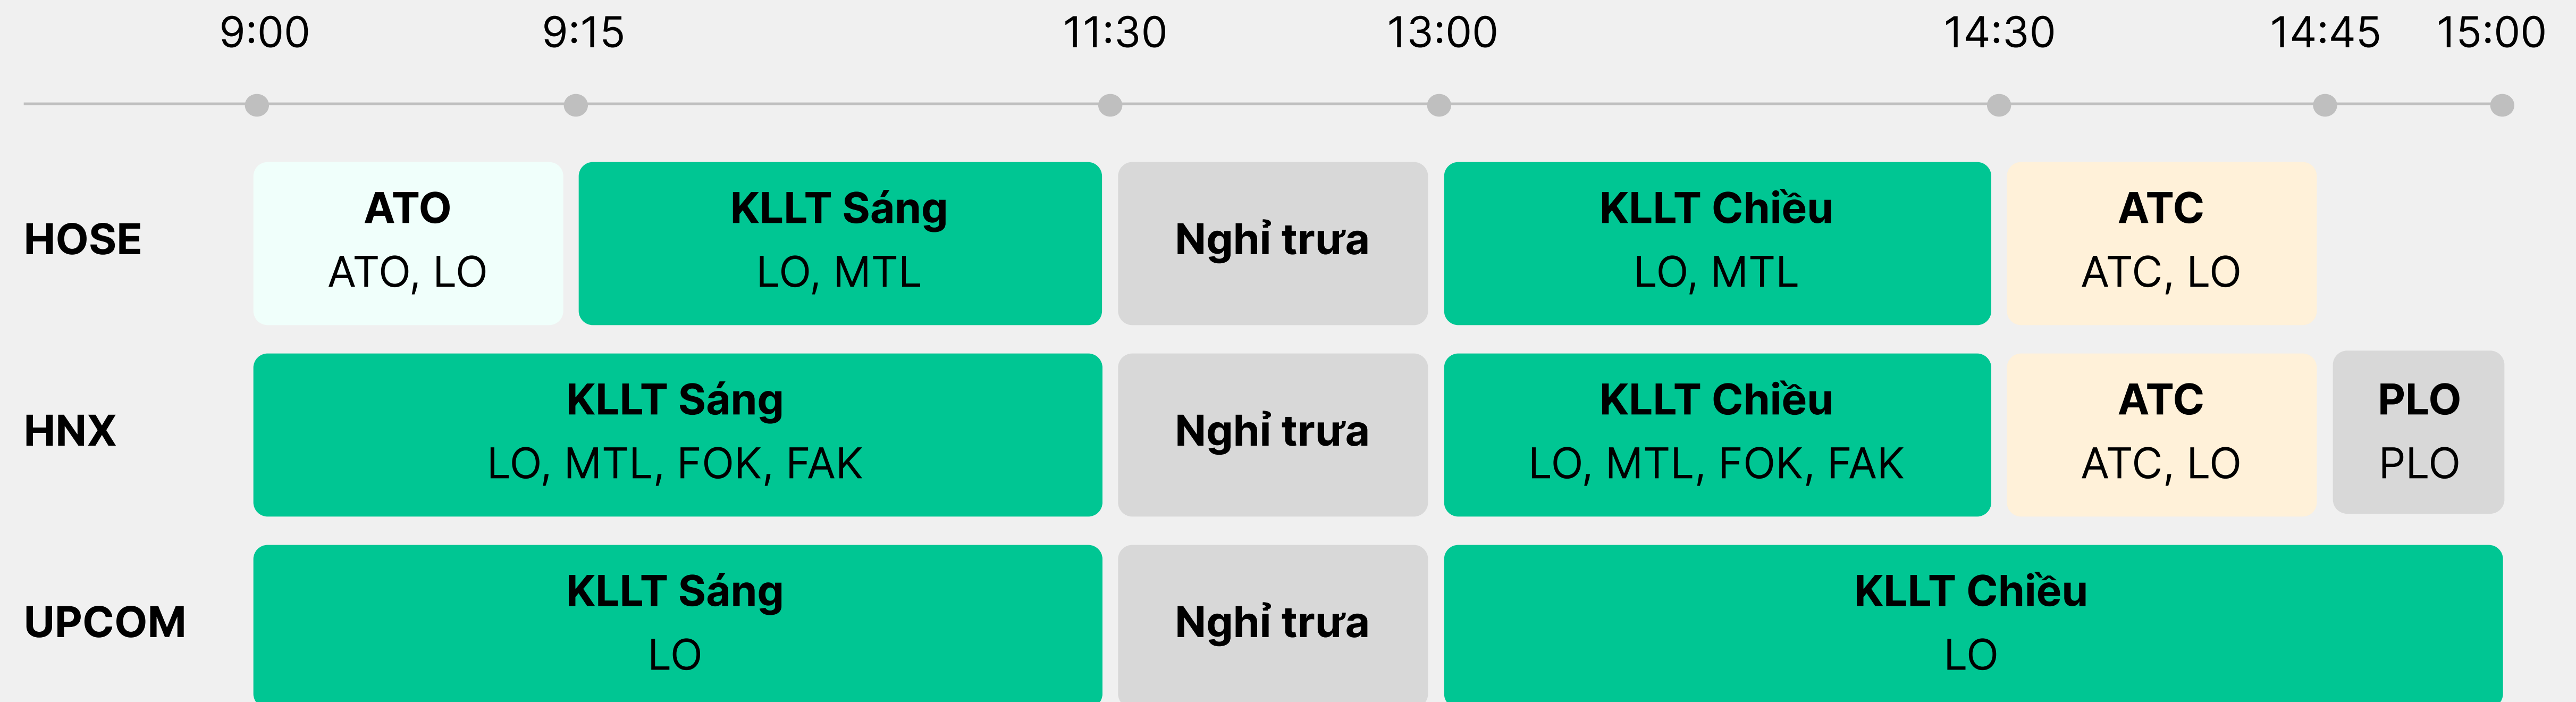 9:00 9:15 11:30 13:00 14:30 14:45 15:00
HOSE
ATO
ATO, LO
KLLT Sáng
LO, MTL
Nghỉ trưa
KLLT Chiều
LO, MTL
ATC
ATC, LO
HNX
KLLT Sáng
LO, MTL, FOK, FAK
Nghỉ trưa
KLLT Chiều
LO, MTL, FOK, FAK
ATC
ATC, LO
PLO
PLO
UPCOM
KLLT Sáng
LO
Nghỉ trưa
KLLT Chiều
LO